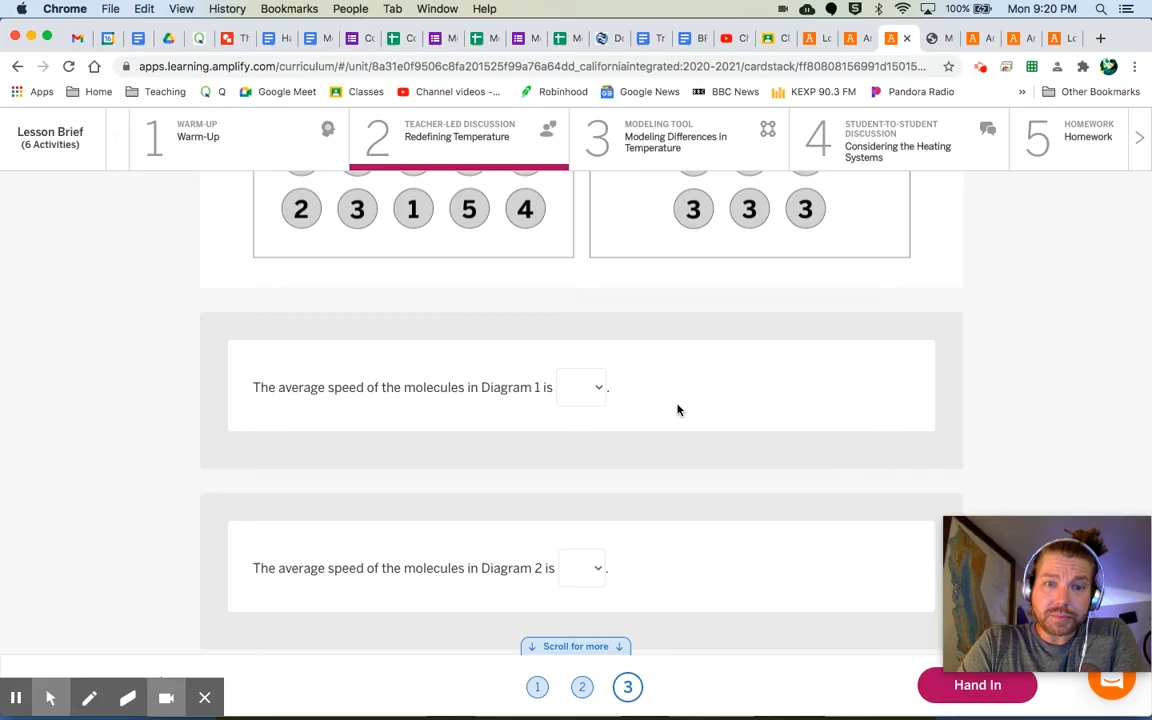 Chrome File Edit View History Bookmarks People Tab Window Help 100% Mon 9:20 PM
apps.learning.amplify.com/curriculum/#/unit/8a31e0f9506c8fa201525f99a76a64dd_californiaintegrated:2020-2021/cardstack/ff80808156991d15015...
Apps Home Teaching Q Google Meet Classes Channel videos -... Robinhood Google News BBC News KEXP 90.3 FM Pandora Radio » Other Bookmarks
Lesson Brief
(6 Activities)
1 WARM-UP
Warm-Up
2 TEACHER-LED DISCUSSION
Redefining Temperature
3 MODELING TOOL
Modeling Differences in
Temperature
4 STUDENT-TO-STUDENT
DISCUSSION
Considering the Heating
Systems
5 HOMEWORK
Homework
2 3 1 5 4
3 3 3
The average speed of the molecules in Diagram 1 is .
The average speed of the molecules in Diagram 2 is .
↓ Scroll for more ↓
1 2 3
Hand In